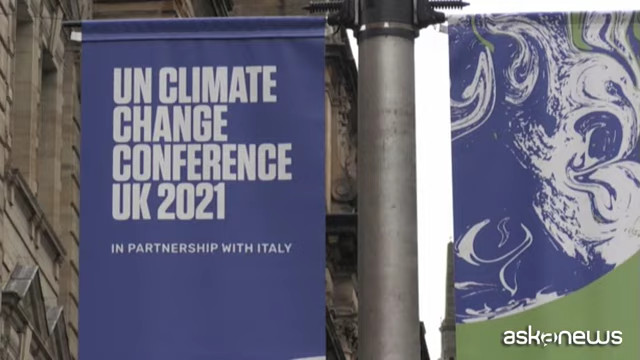 UN CLIMATE
CHANGE
CONFERENCE
UK 2021
IN PARTNERSHIP WITH ITALY
askanews